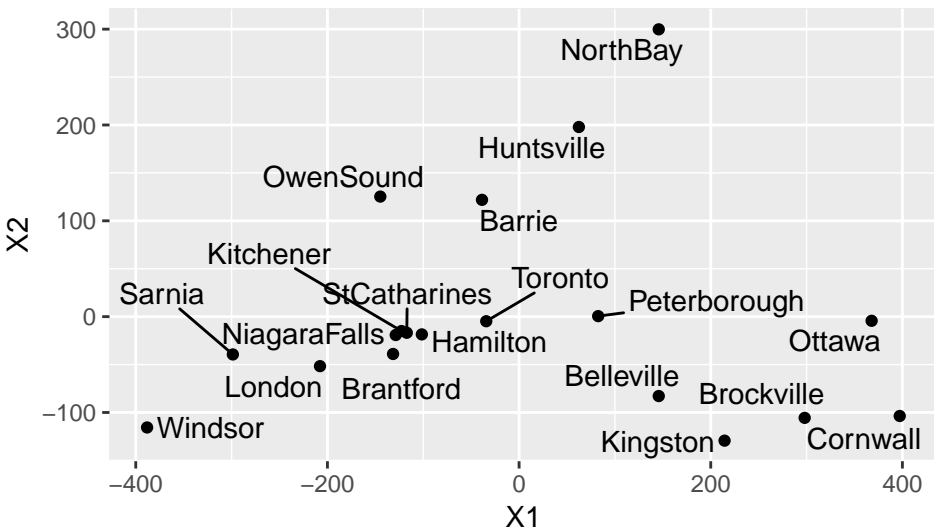 300
NorthBay
200
Huntsville
OwenSound
100
Barrie
X2
Kitchener
Toronto
Sarnia
StCatharines
Peterborough
0
NiagaraFalls
Hamilton
Ottawa
London
Brantford
Belleville
Brockville
−100
Windsor
Kingston
Cornwall
−400
−200
0
200
400
X1